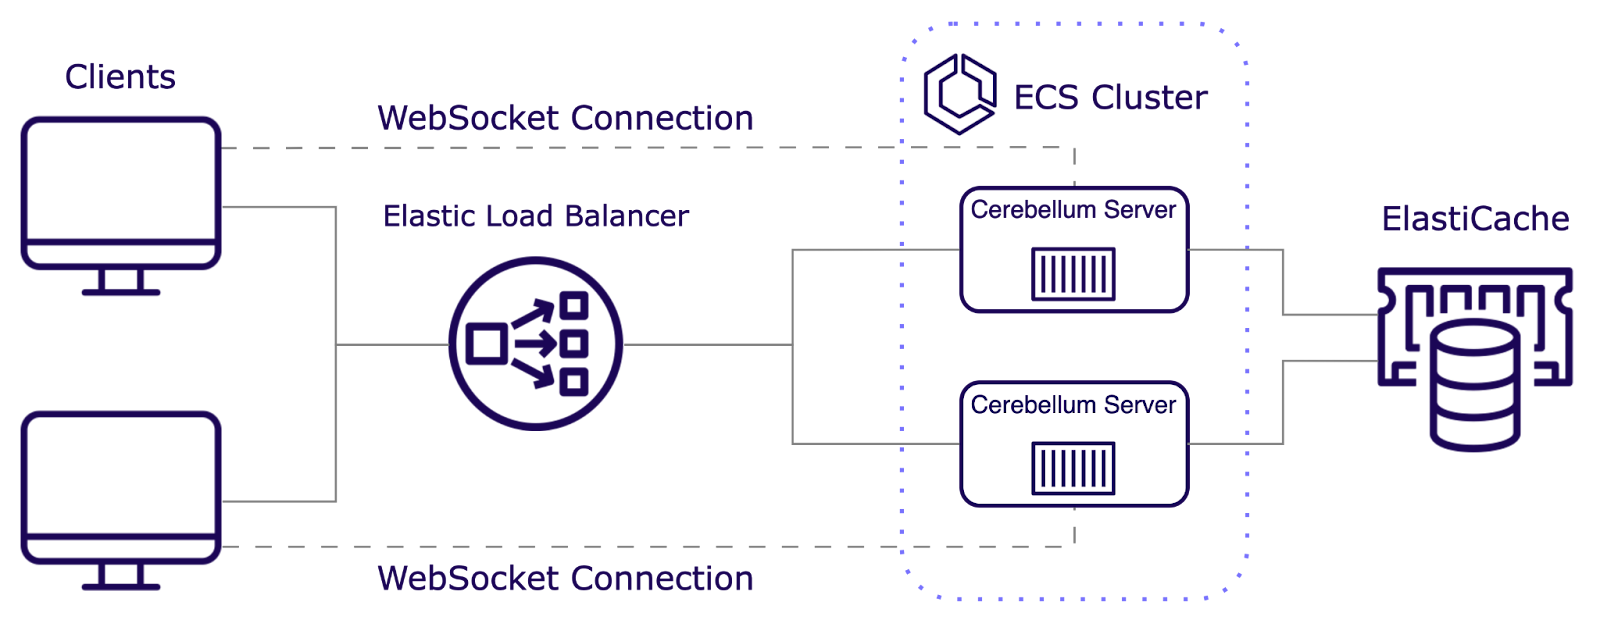 Clients
WebSocket Connection
ECS Cluster
Elastic Load Balancer
Cerebellum Server
ElastiCache
Cerebellum Server
WebSocket Connection